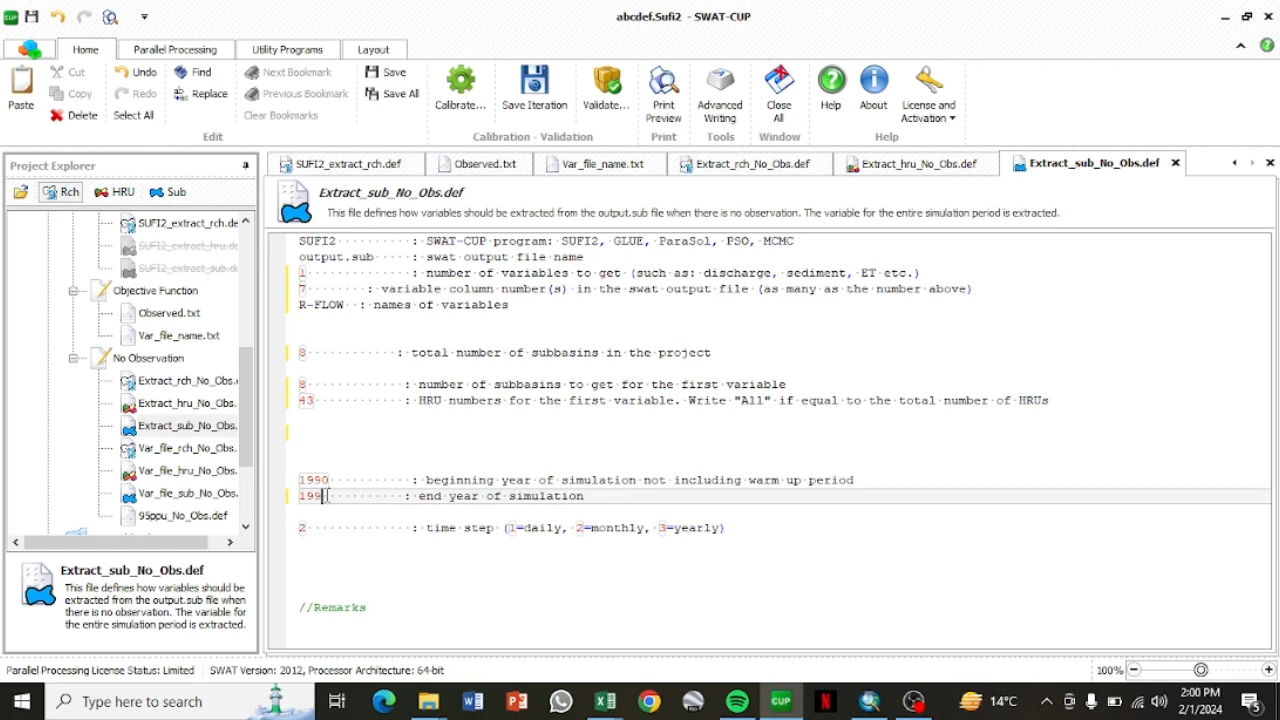 abcdef.Sufi2 - SWAT-CUP
Home
Parallel Processing
Utility Programs
Layout
Paste
Cut
Copy
Delete
Undo
Redo
Select All
Find
Replace
Next Bookmark
Previous Bookmark
Clear Bookmarks
Save
Save All
Calibrate...
Save Iteration
Validate...
Print Preview
Advanced Writing
Close All
Help
About
License and Activation
Edit
Calibration - Validation
Print
Tools
Window
Help
Project Explorer
SUFI2_extract_rch.def
Observed.txt
Var_file_name.txt
Extract_rch_No_Obs.def
Extract_hru_No_Obs.def
Extract_sub_No_Obs.def
Rch
HRU
Sub
Extract_sub_No_Obs.def
This file defines how variables should be extracted from the output.sub file when there is no observation. The variable for the entire simulation period is extracted.
SUFI2_extract_rch.de
SUFI2_extract_hru.d
SUFI2_extract_sub.d
Objective Function
Observed.txt
Var_file_name.txt
No Observation
Extract_rch_No_Obs.
Extract_hru_No_Obs.
Extract_sub_No_Obs.
Var_file_rch_No_Obs.
Var_file_hru_No_Obs.
Var_file_sub_No_Obs.
95ppu_No_Obs.def
SUFI2 : SWAT-CUP program: SUFI2, GLUE, ParaSol, PSO, MCMC
output.sub : swat output file name
1 : number of variables to get (such as: discharge, sediment, ET etc.)
7 : variable column number(s) in the swat output file (as many as the number above)
R-FLOW : names of variables
8 : total number of subbasins in the project
8 : number of subbasins to get for the first variable
43 : HRU numbers for the first variable. Write "All" if equal to the total number of HRUs
1990 : beginning year of simulation not including warm up period
199 : end year of simulation
2 : time step (1=daily, 2=monthly, 3=yearly)
//Remarks
Extract_sub_No_Obs.def
This file defines how variables should be
extracted from the output.sub file when
there is no observation. The variable for
the entire simulation period is extracted.
Parallel Processing License Status: Limited
SWAT Version: 2012, Processor Architecture: 64-bit
100%
Type here to search
14°C
2:00 PM
2/1/2024
5